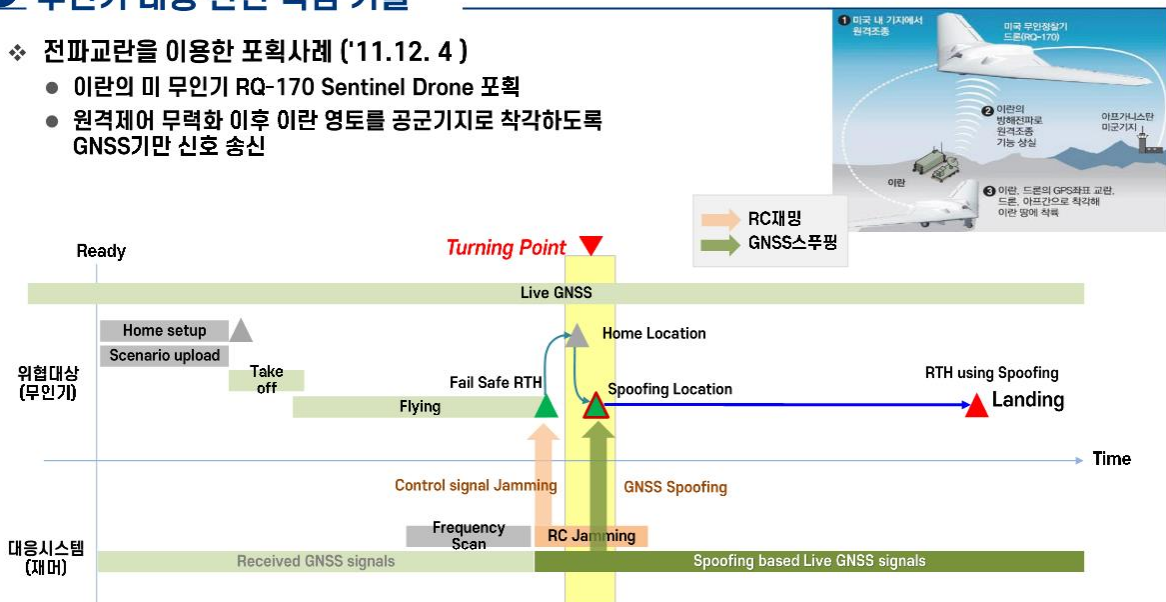 ❖ 전파교란을 이용한 포획사례 ('11.12. 4 )
● 이란의 미 무인기 RQ-170 Sentinel Drone 포획
● 원격제어 무력화 이후 이란 영토를 공군기지로 착각하도록
GNSS기만 신호 송신
❶ 미국 내 기지에서
원격조종
미국 무인정찰기
드론(RQ-170)
❷ 이란의
방해전파로
원격조종
기능 상실
아프가니스탄
미군기지
이란
❸ 이란, 드론의 GPS좌표 교란,
드론, 아프간으로 착각해
이란 땅에 착륙
RC재밍
GNSS스푸핑
Ready
Turning Point
Live GNSS
Home setup
Scenario upload
Home Location
위협대상
(무인기)
Take
off
Fail Safe RTH
Spoofing Location
RTH using Spoofing
Flying
Landing
Time
Control signal Jamming
GNSS Spoofing
Frequency
Scan
RC Jamming
대응시스템
(재머)
Received GNSS signals
Spoofing based Live GNSS signals